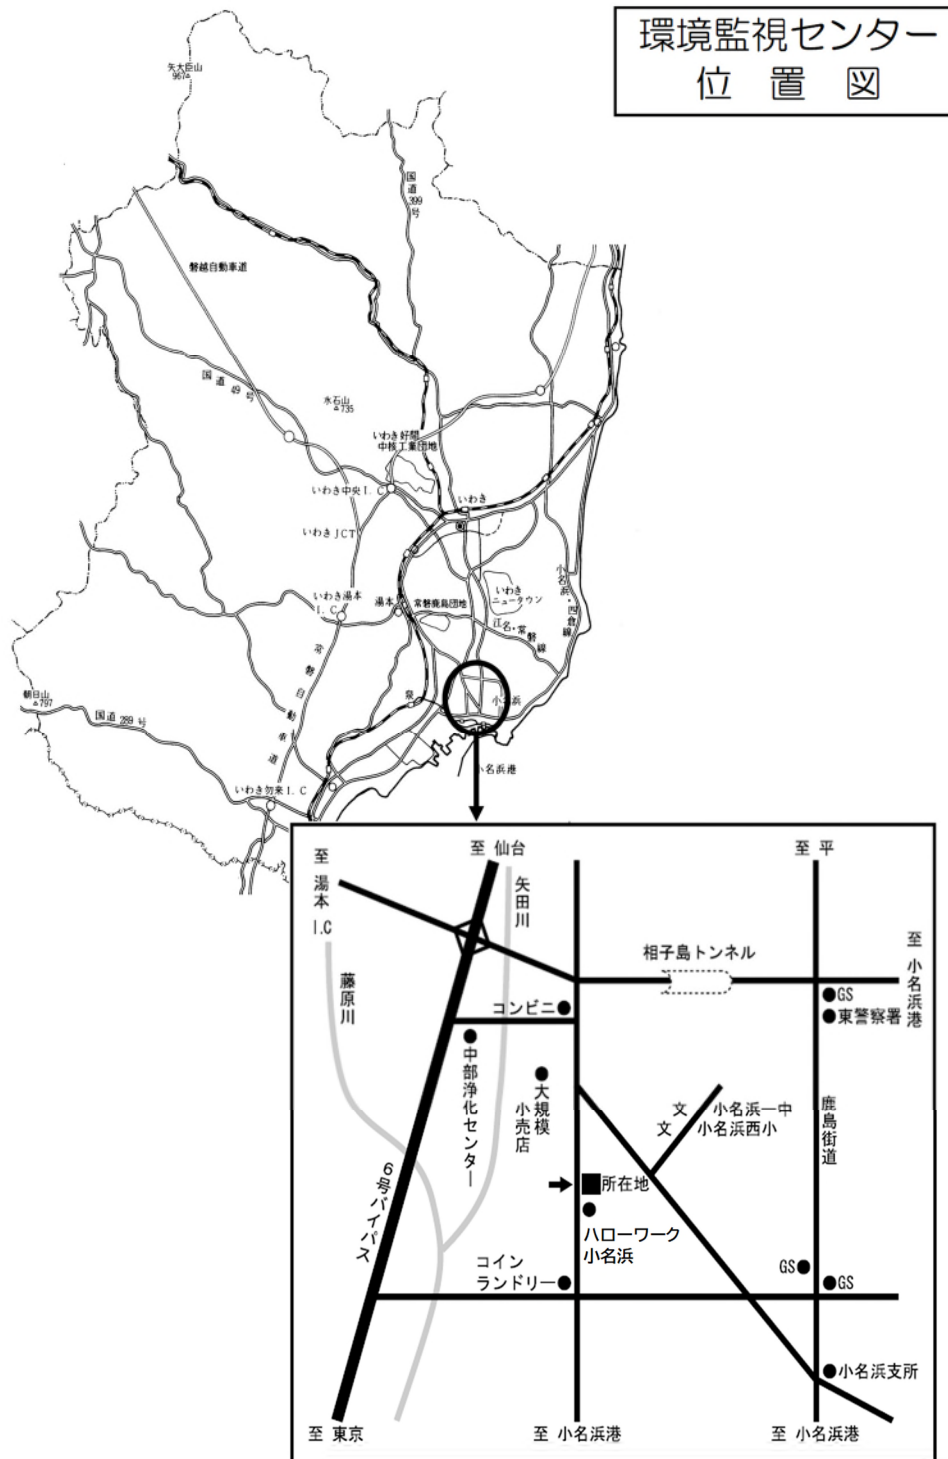 環境監視センター
位置図
矢大臣山
967
国道399号
磐越自動車道
国道49号
水石山
735
いわき好間
中核工業団地
いわき中央I.C
いわき
いわきJCT
いわき湯本
I.C
湯本
常磐鹿島団地
いわき
ニュータウン
江名・常磐線
小名浜・四倉線
常磐自動車道
朝日山
797
国道289号
泉
小名浜
小名浜港
いわき勿来I.C
至 仙台
至 平
至 湯本 I.C
矢田川
相子島トンネル
至 小名浜港
藤原川
コンビニ
GS
東警察署
中部浄化センター
大規模
小売店
文 小名浜一中
文 小名浜西小
鹿島街道
6号バイパス
所在地
ハローワーク
小名浜
コイン
ランドリー
GS
GS
小名浜支所
至 東京
至 小名浜港
至 小名浜港